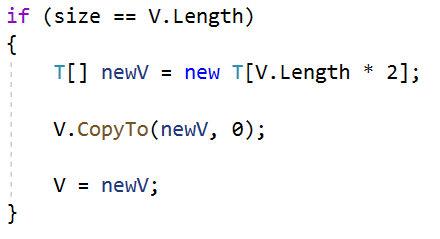 if (size == V.Length)
{
    T[] newV = new T[V.Length * 2];
    V.CopyTo(newV, 0);
    V = newV;
}